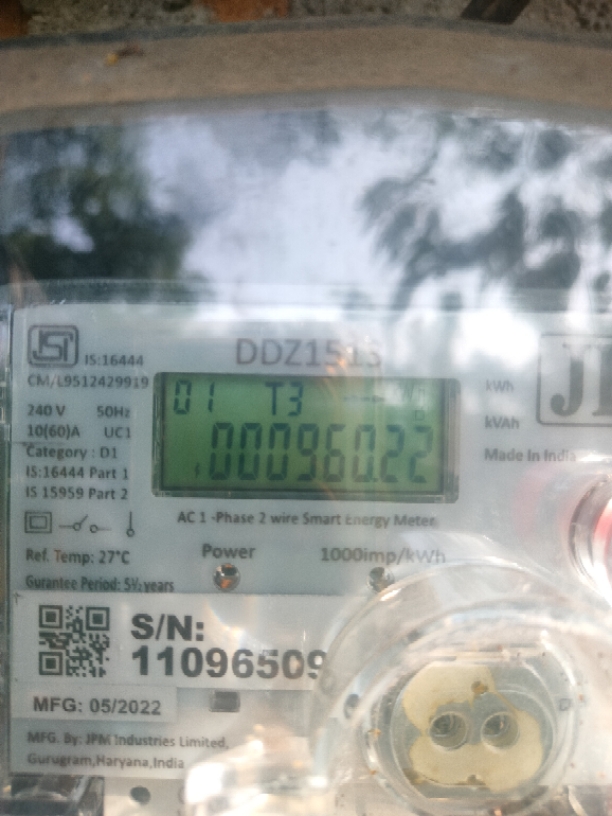 IS:16444
CM/L9512429919
DDZ1513
240 V 50Hz
10(60)A UC1
Category : D1
IS:16444 Part 1
IS 15959 Part 2
01 T3
000960.22
kWh
kVAh
Made In India
AC 1 -Phase 2 wire Smart Energy Meter
Ref. Temp: 27°C
Power
1000imp/kWh
Gurantee Period: 5½ years
S/N:
11096509
MFG: 05/2022
MFG. By: JPM Industries Limited,
Gurugram,Haryana,India